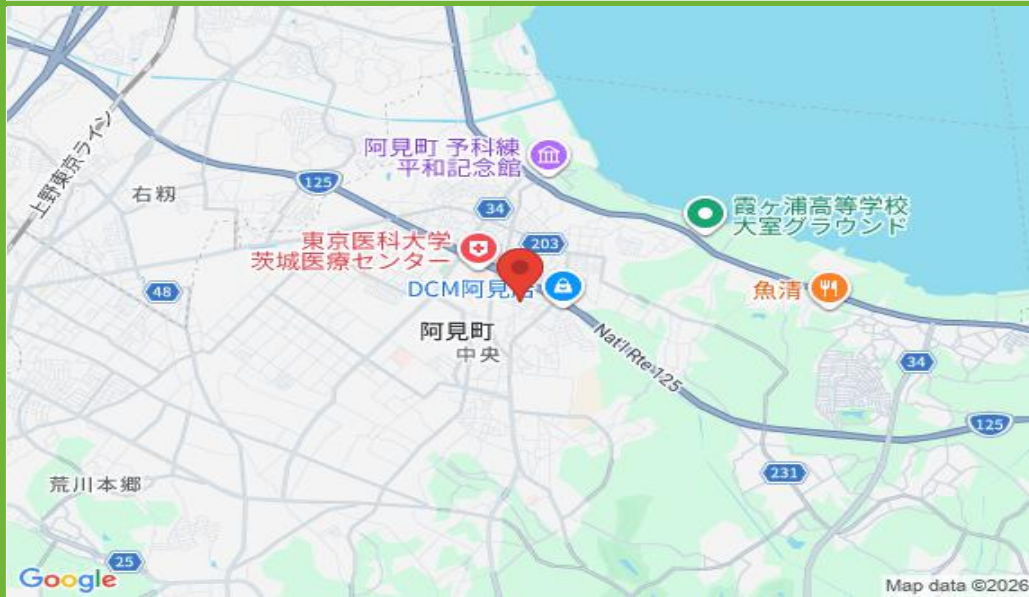 上野東京ライン
右籾
125
阿見町 予科練
平和記念館
34
203
東京医科大学
茨城医療センター
霞ヶ浦高等学校
大室グラウンド
48
DCM阿見店
魚清
阿見町
中央
Nat'l Rte 125
34
125
231
荒川本郷
25
Google
Map data ©2026